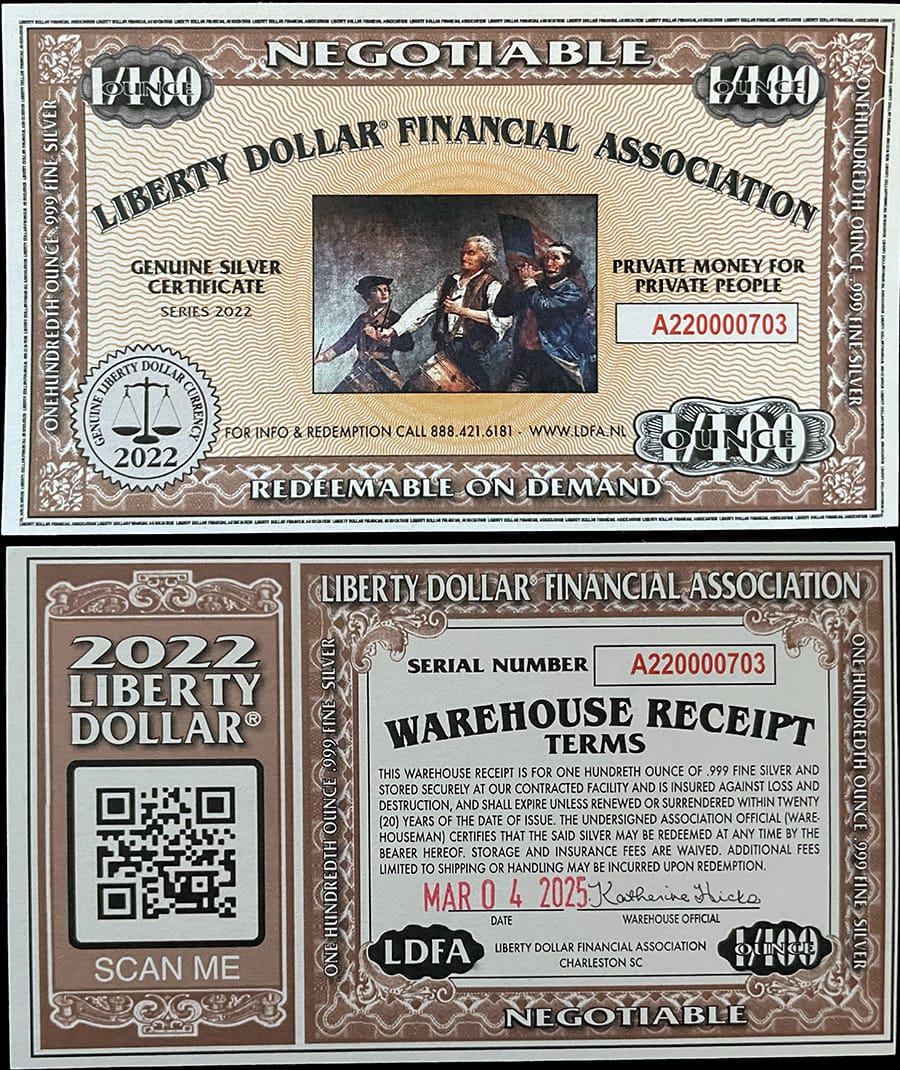 NEGOTIABLE
1/100
OUNCE
1/100
OUNCE
LIBERTY DOLLAR® FINANCIAL ASSOCIATION
ONE HUNDREDTH OUNCE .999 FINE SILVER
ONE HUNDREDTH OUNCE .999 FINE SILVER
GENUINE SILVER
CERTIFICATE
SERIES 2022
PRIVATE MONEY FOR
PRIVATE PEOPLE
A220000703
GENUINE LIBERTY DOLLAR CURRENCY
2022
FOR INFO & REDEMPTION CALL 888.421.6181 - WWW.LDFA.NL
1/100
OUNCE
REDEEMABLE ON DEMAND
2022
LIBERTY
DOLLAR®
SCAN ME
LIBERTY DOLLAR® FINANCIAL ASSOCIATION
ONE HUNDREDTH OUNCE .999 FINE SILVER
ONE HUNDREDTH OUNCE .999 FINE SILVER
SERIAL NUMBER A220000703
WAREHOUSE RECEIPT
TERMS
THIS WAREHOUSE RECEIPT IS FOR ONE HUNDRETH OUNCE OF .999 FINE SILVER AND
STORED SECURELY AT OUR CONTRACTED FACILITY AND IS INSURED AGAINST LOSS AND
DESTRUCTION, AND SHALL EXPIRE UNLESS RENEWED OR SURRENDERED WITHIN TWENTY
(20) YEARS OF THE DATE OF ISSUE. THE UNDERSIGNED ASSOCIATION OFFICIAL (WARE-
HOUSEMAN) CERTIFIES THAT THE SAID SILVER MAY BE REDEEMED AT ANY TIME BY THE
BEARER HEREOF. STORAGE AND INSURANCE FEES ARE WAIVED. ADDITIONAL FEES
LIMITED TO SHIPPING OR HANDLING MAY BE INCURRED UPON REDEMPTION.
MAR 04 2025 Katherine Hicks
DATE WAREHOUSE OFFICIAL
LDFA
LIBERTY DOLLAR FINANCIAL ASSOCIATION
CHARLESTON SC
1/100
OUNCE
NEGOTIABLE